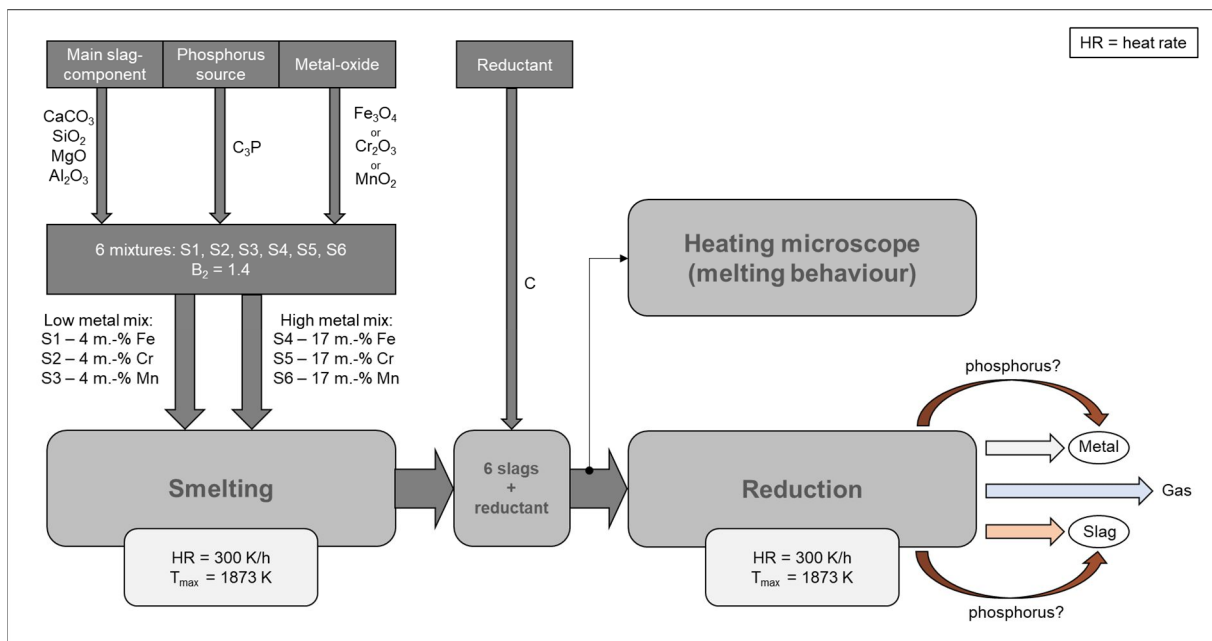 HR = heat rate
Main slag-
component
Phosphorus
source
Metal-oxide
Reductant
CaCO₃
SiO₂
MgO
Al₂O₃
C₃P
Fe₃O₄
or
Cr₂O₃
or
MnO₂
6 mixtures: S1, S2, S3, S4, S5, S6
B₂ = 1.4
C
Heating microscope
(melting behaviour)
Low metal mix:
S1 – 4 m.-% Fe
S2 – 4 m.-% Cr
S3 – 4 m.-% Mn
High metal mix:
S4 – 17 m.-% Fe
S5 – 17 m.-% Cr
S6 – 17 m.-% Mn
Smelting
HR = 300 K/h
Tmax = 1873 K
6 slags
+
reductant
Reduction
HR = 300 K/h
Tmax = 1873 K
phosphorus?
Metal
Gas
Slag
phosphorus?